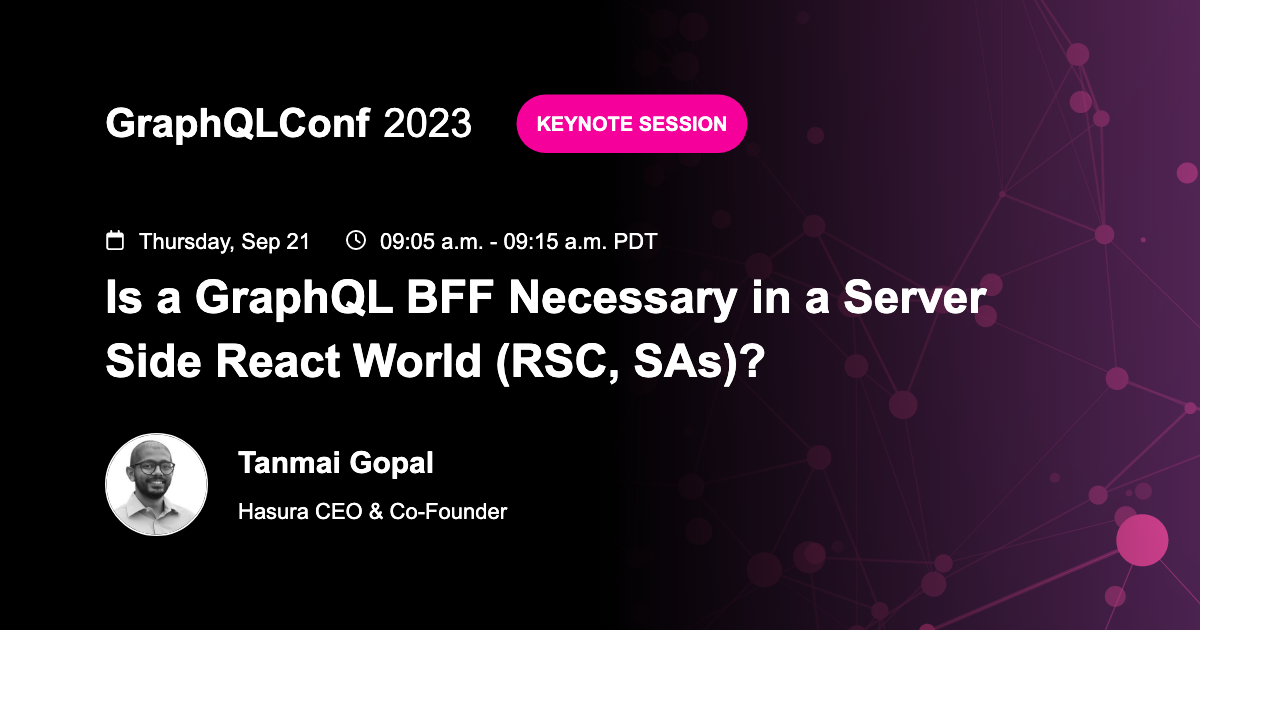 GraphQLConf 2023
KEYNOTE SESSION
Thursday, Sep 21
09:05 a.m. - 09:15 a.m. PDT
Is a GraphQL BFF Necessary in a Server
Side React World (RSC, SAs)?
Tanmai Gopal
Hasura CEO & Co-Founder